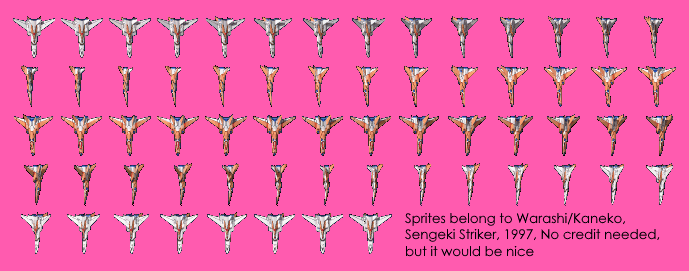 Sprites belong to Warashi/Kaneko,
Sengeki Striker, 1997, No credit needed,
but it would be nice